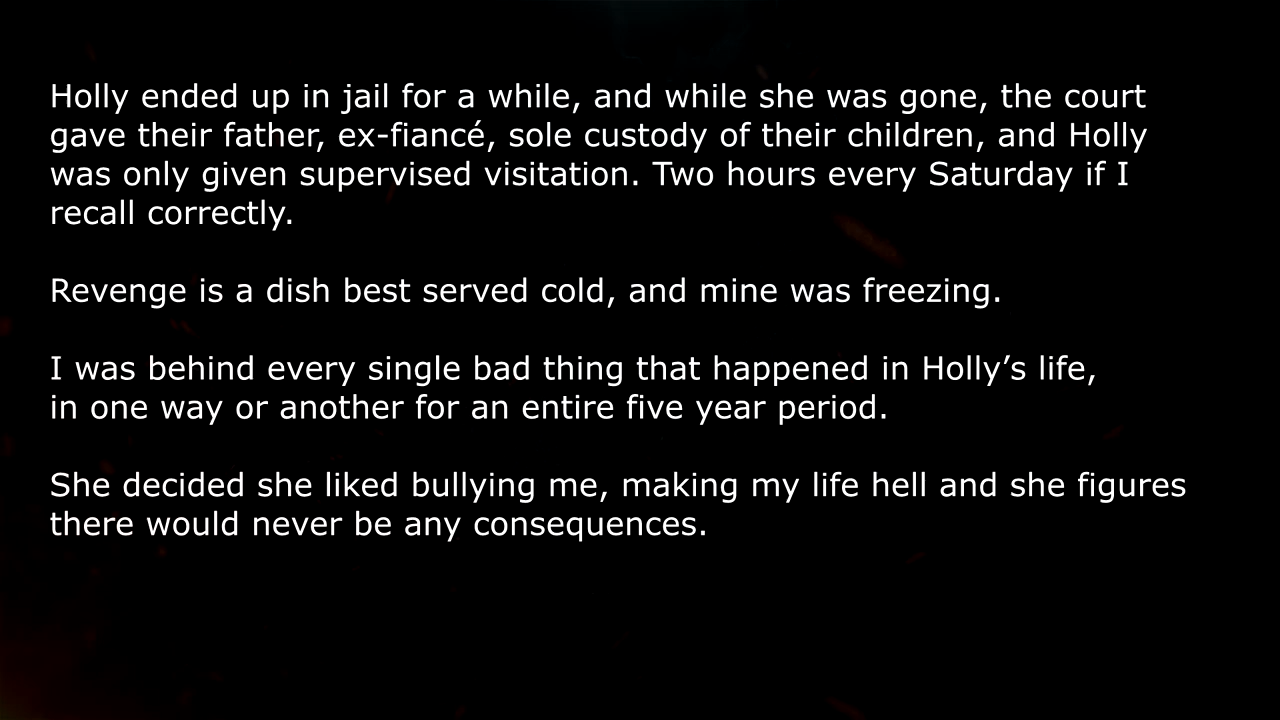 Holly ended up in jail for a while, and while she was gone, the court
gave their father, ex-fiancé, sole custody of their children, and Holly
was only given supervised visitation. Two hours every Saturday if I
recall correctly.
Revenge is a dish best served cold, and mine was freezing.
I was behind every single bad thing that happened in Holly’s life,
in one way or another for an entire five year period.
She decided she liked bullying me, making my life hell and she figures
there would never be any consequences.